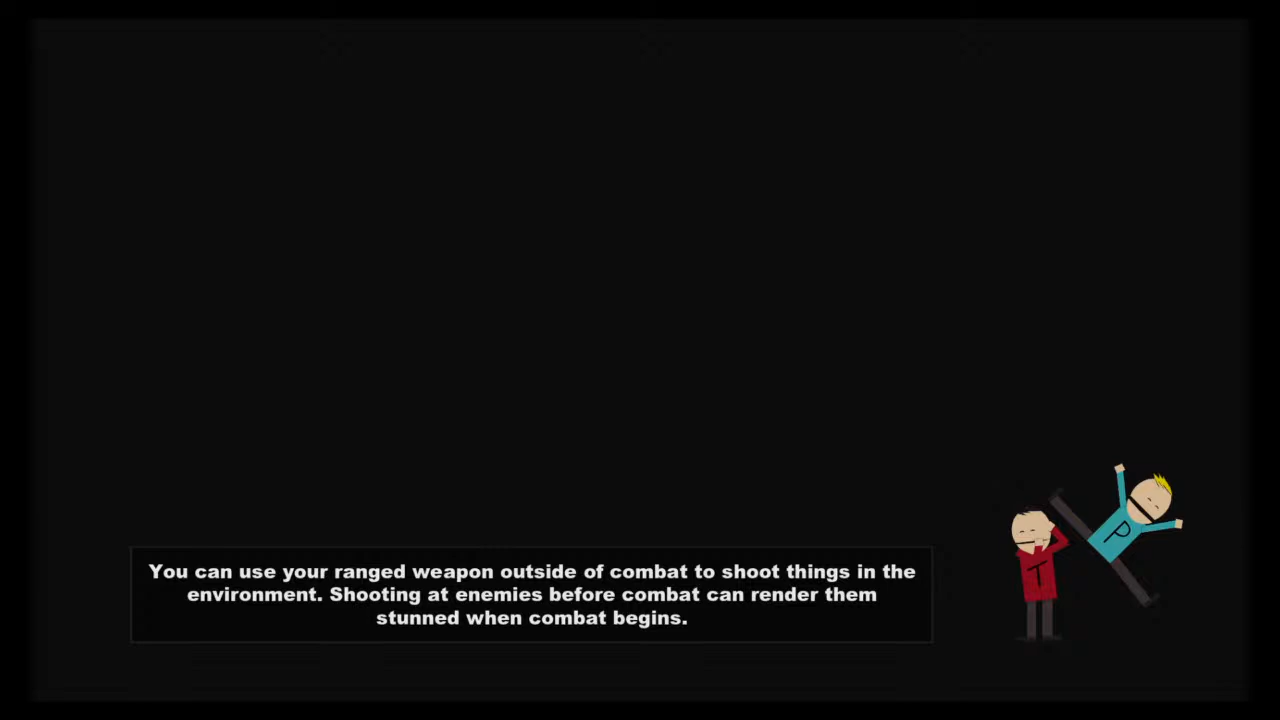 You can use your ranged weapon outside of combat to shoot things in the
environment. Shooting at enemies before combat can render them
stunned when combat begins.
T
P